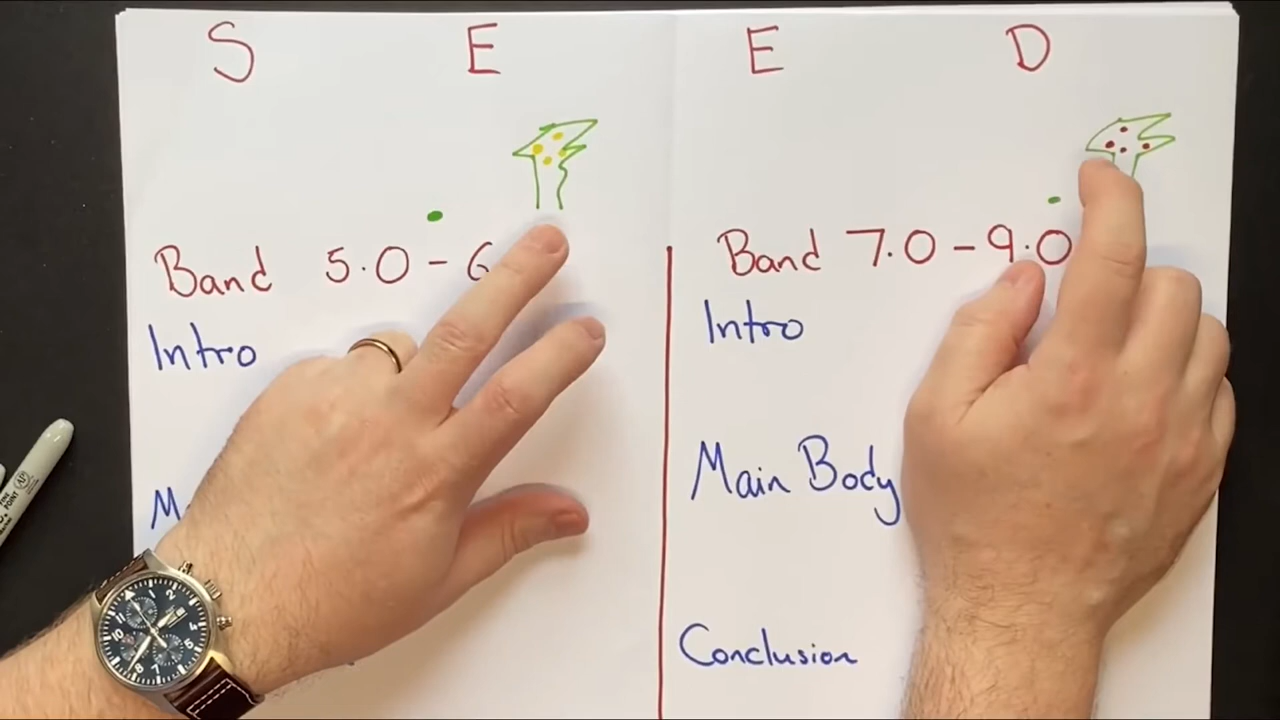 S E E D
Band 5.0 - 6
Intro
Band 7.0 - 9.0
Intro
Main Body
Conclusion